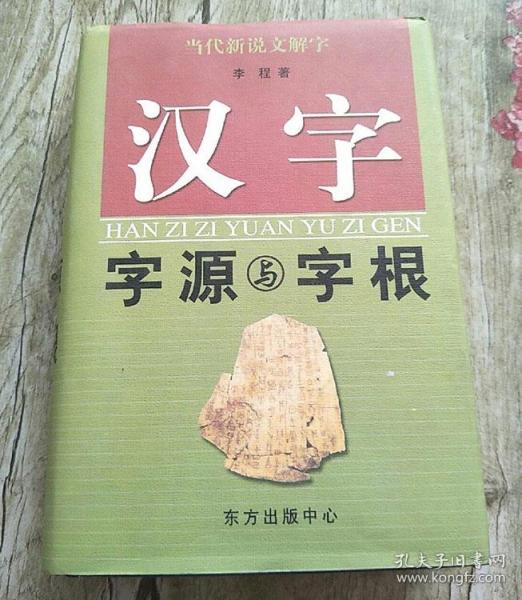 当代新说文解字
李 程 著
汉字
HAN ZI ZI YUAN YU ZI GEN
字源与字根
东方出版中心
孔夫子旧书网
www.kongfz.com